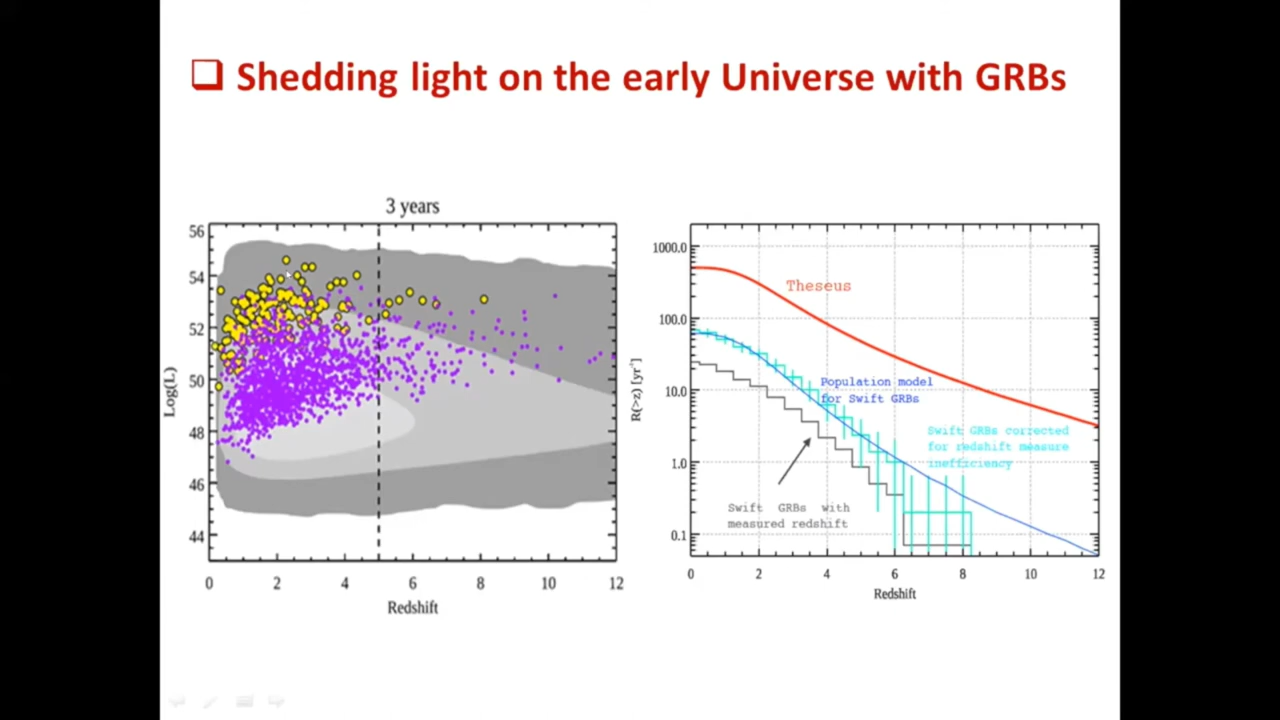 Shedding light on the early Universe with GRBs
3 years
56
54
52
50
48
46
44
Log(L)
0 2 4 6 8 10 12
Redshift
1000.0
100.0
10.0
1.0
0.1
R(>z) [yr⁻¹]
Theseus
Population model
for Swift GRBs
Swift GRBs corrected
for redshift measure
inefficiency
Swift GRBs with
measured redshift
0 2 4 6 8 10 12
Redshift